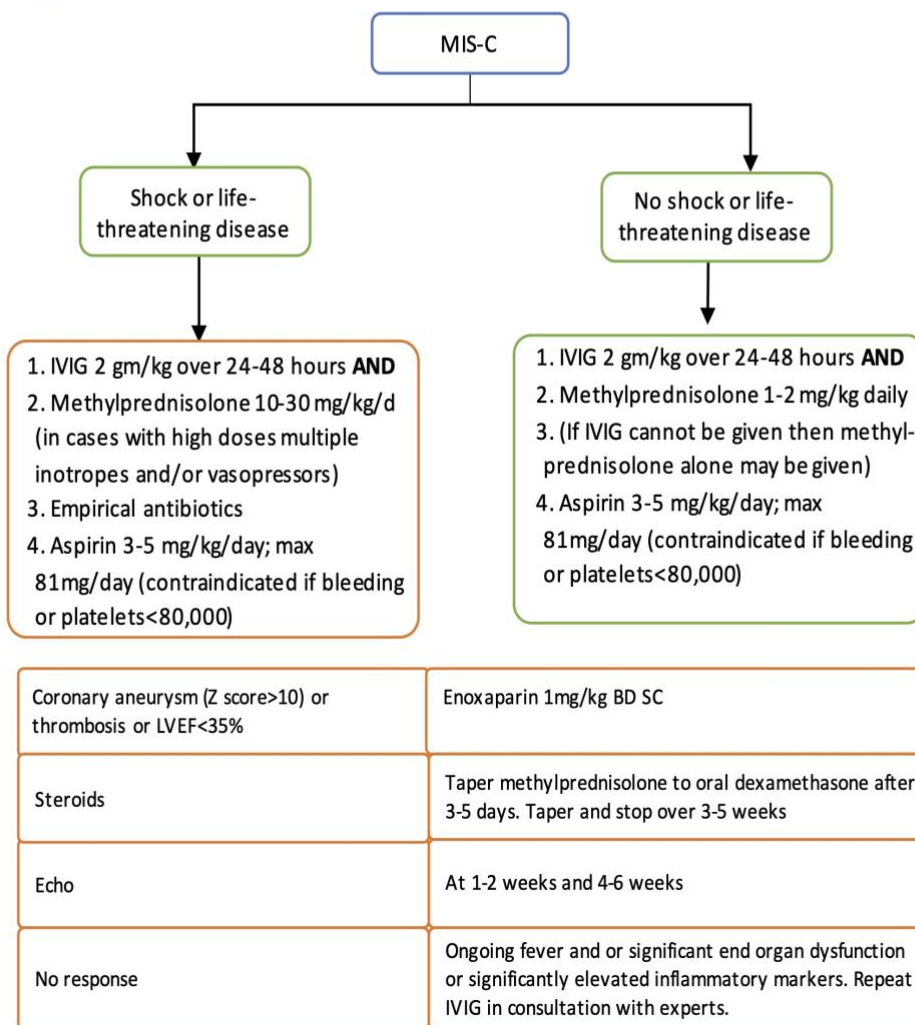 MIS-C
Shock or life-
threatening disease
No shock or life-
threatening disease
1. IVIG 2 gm/kg over 24-48 hours AND
2. Methylprednisolone 10-30 mg/kg/d
(in cases with high doses multiple
inotropes and/or vasopressors)
3. Empirical antibiotics
4. Aspirin 3-5 mg/kg/day; max
81mg/day (contraindicated if bleeding
or platelets<80,000)
1. IVIG 2 gm/kg over 24-48 hours AND
2. Methylprednisolone 1-2 mg/kg daily
3. (If IVIG cannot be given then methyl-
prednisolone alone may be given)
4. Aspirin 3-5 mg/kg/day; max
81mg/day (contraindicated if bleeding
or platelets<80,000)
Coronary aneurysm (Z score>10) or
thrombosis or LVEF<35%
Enoxaparin 1mg/kg BD SC
Steroids
Taper methylprednisolone to oral dexamethasone after
3-5 days. Taper and stop over 3-5 weeks
Echo
At 1-2 weeks and 4-6 weeks
No response
Ongoing fever and or significant end organ dysfunction
or significantly elevated inflammatory markers. Repeat
IVIG in consultation with experts.